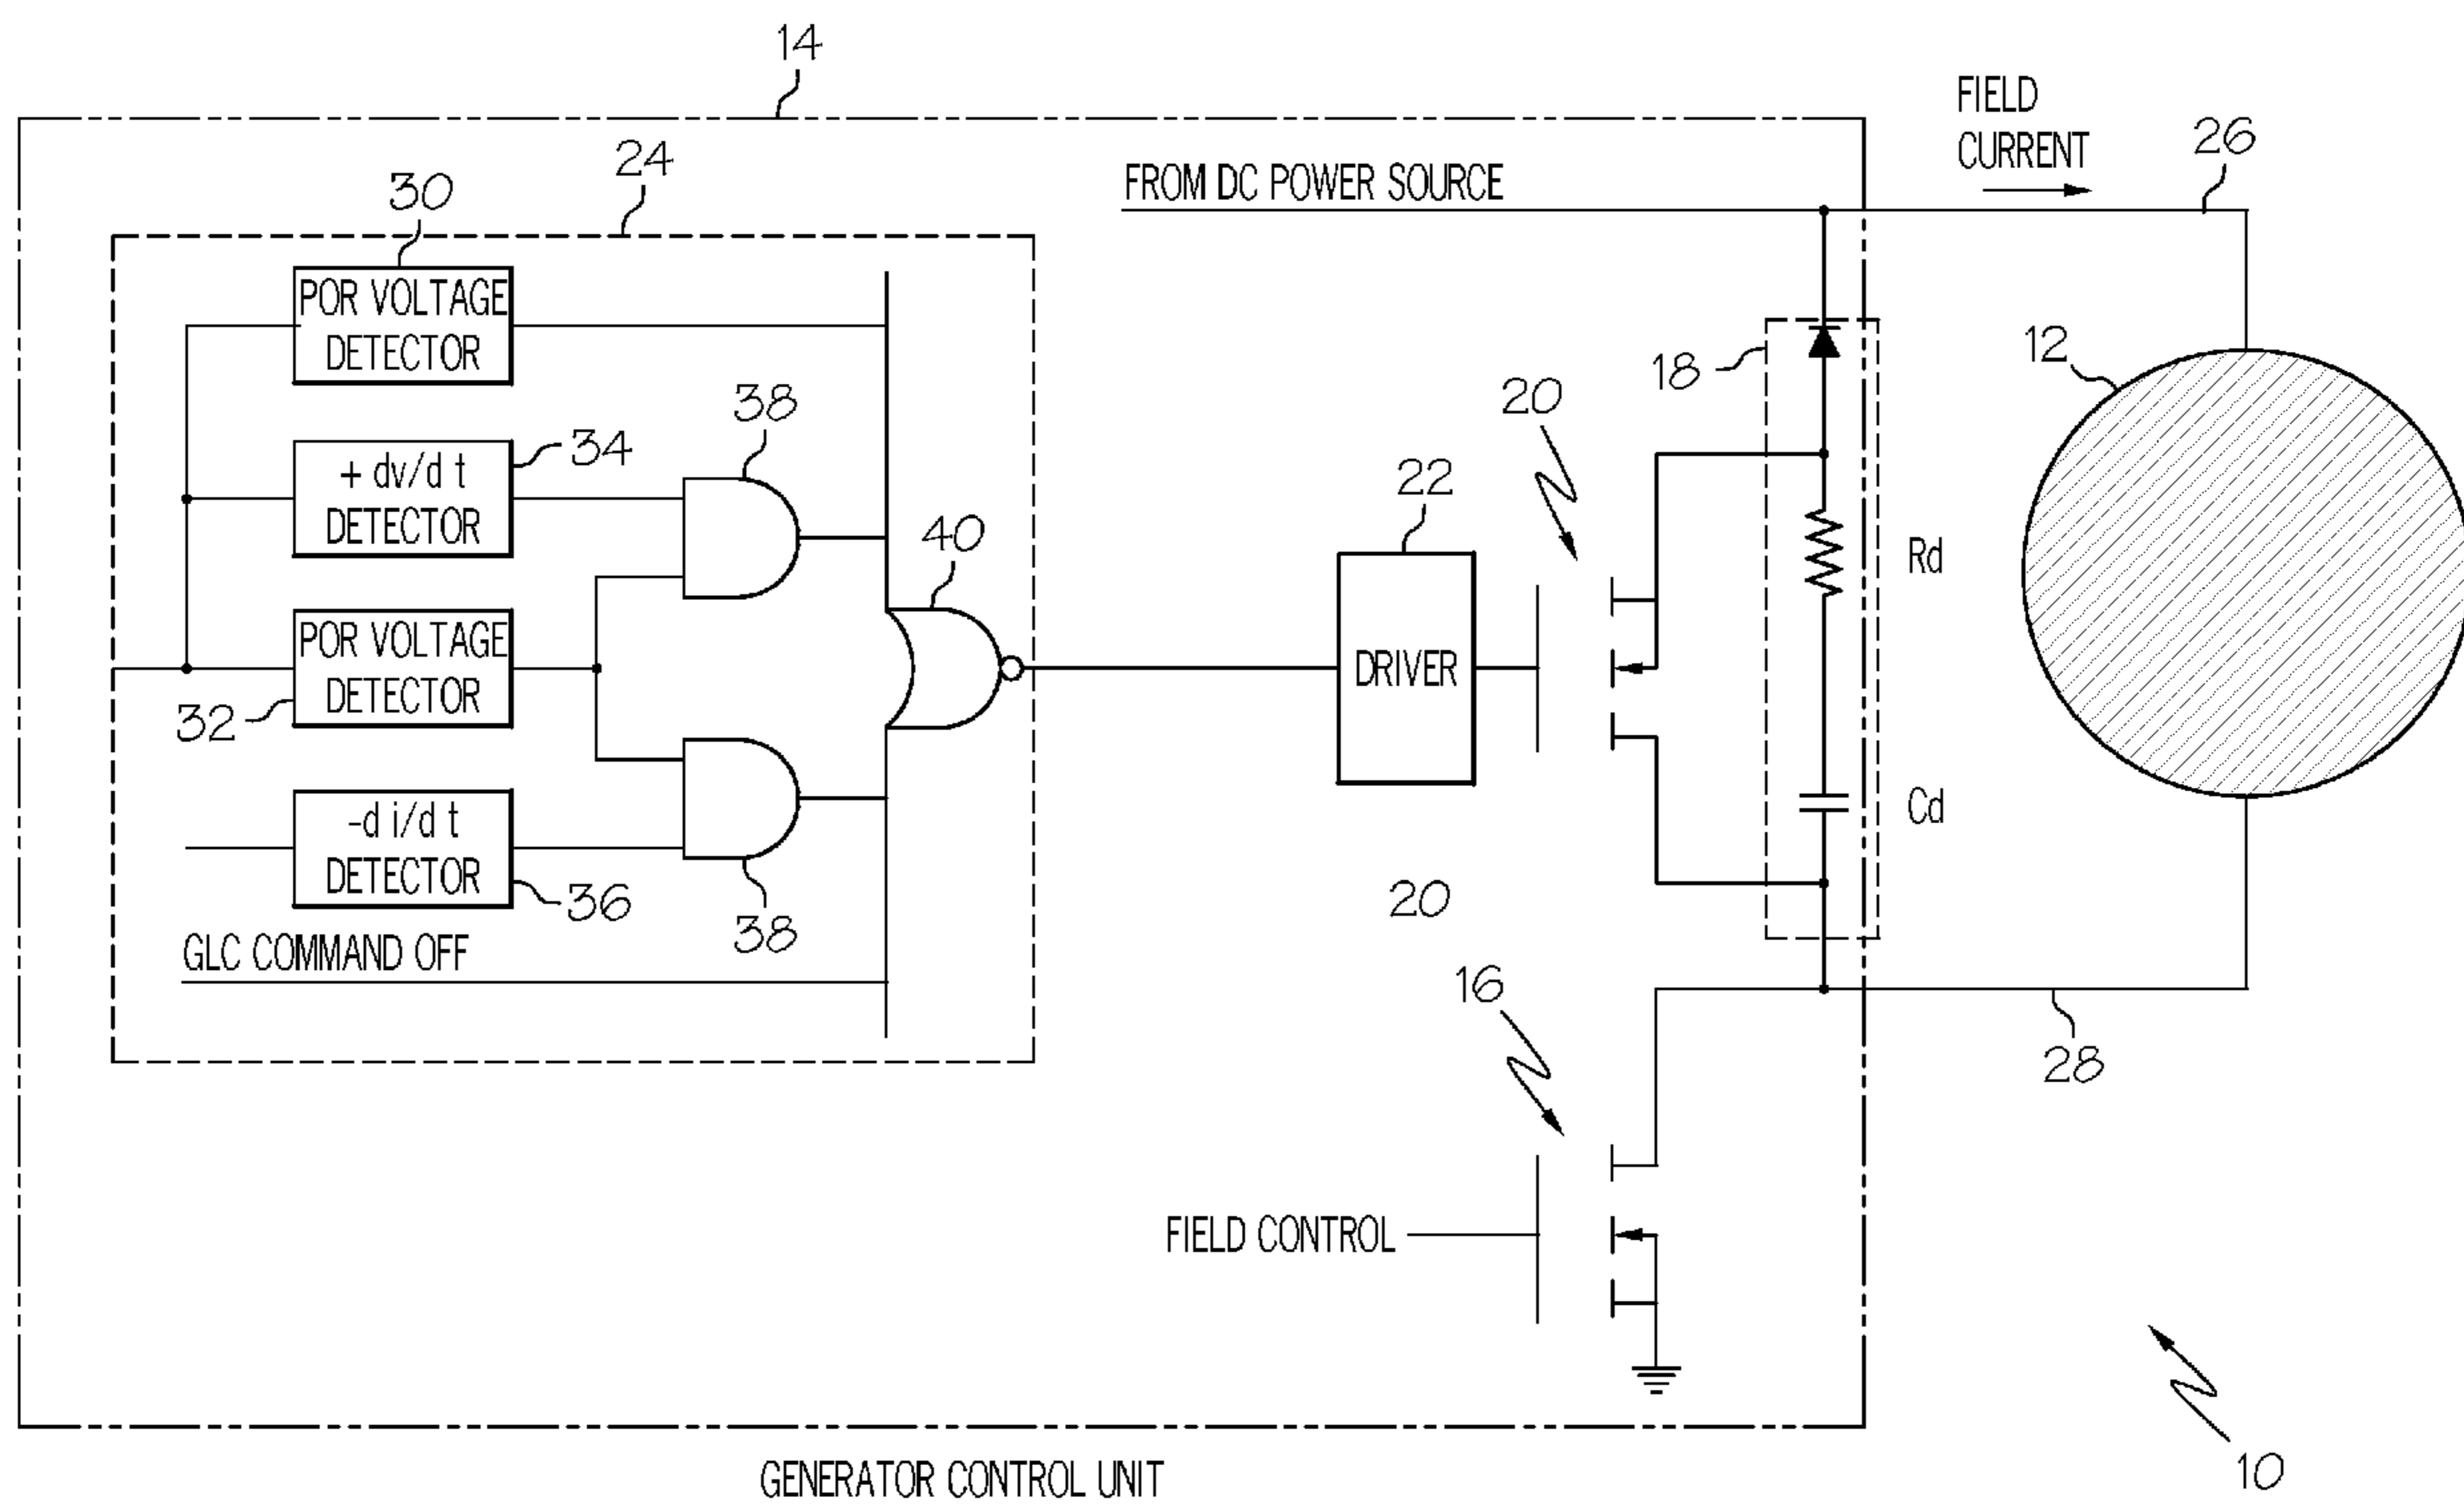 14
FIELD
CURRENT
26
24
30
FROM DC POWER SOURCE
POR VOLTAGE
DETECTOR
12
18
20
38
34
+ dv/d t
DETECTOR
22
40
Rd
POR VOLTAGE
DETECTOR
32
DRIVER
-d i/d t
DETECTOR
Cd
36
38
20
GLC COMMAND OFF
16
28
FIELD CONTROL
10
GENERATOR CONTROL UNIT